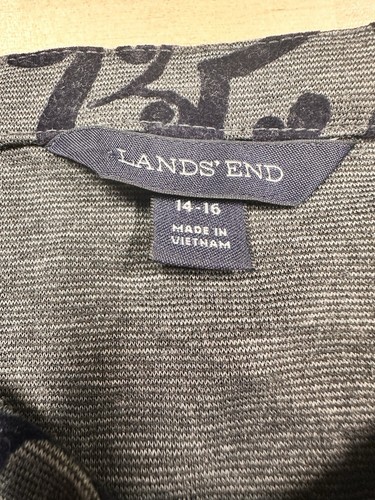 LANDS' END
14-16
MADE IN
VIETNAM